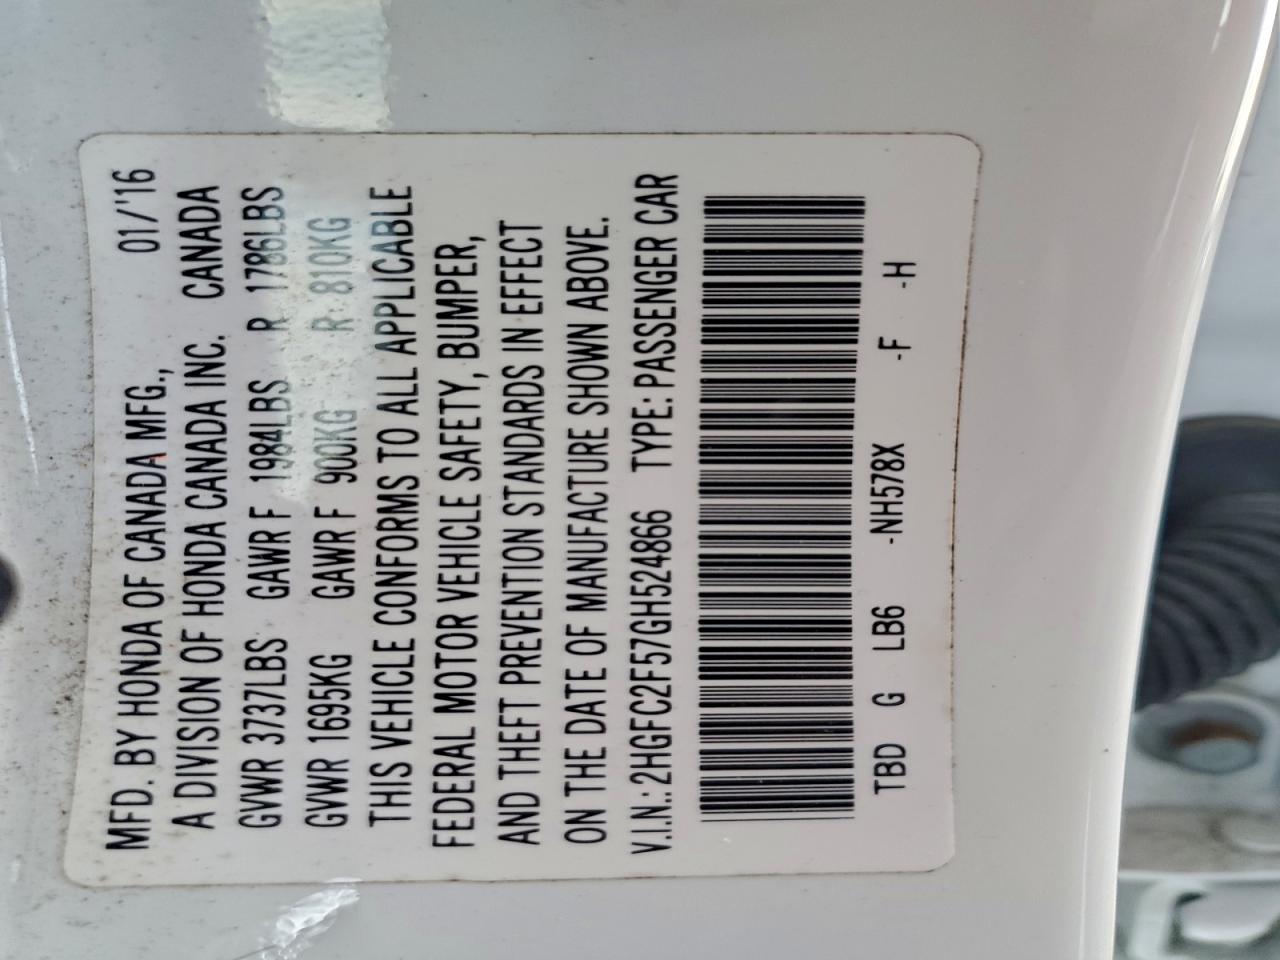 MFD. BY HONDA OF CANADA MFG., 01/'16
A DIVISION OF HONDA CANADA INC. CANADA
GVWR 3737LBS GAWR F 1984LBS R 1786LBS
GVWR 1695KG GAWR F 900KG R 810KG
THIS VEHICLE CONFORMS TO ALL APPLICABLE
FEDERAL MOTOR VEHICLE SAFETY, BUMPER,
AND THEFT PREVENTION STANDARDS IN EFFECT
ON THE DATE OF MANUFACTURE SHOWN ABOVE.
V.I.N.: 2HGFC2F57GH524866 TYPE: PASSENGER CAR
TBD G LB6 -NH578X -F -H